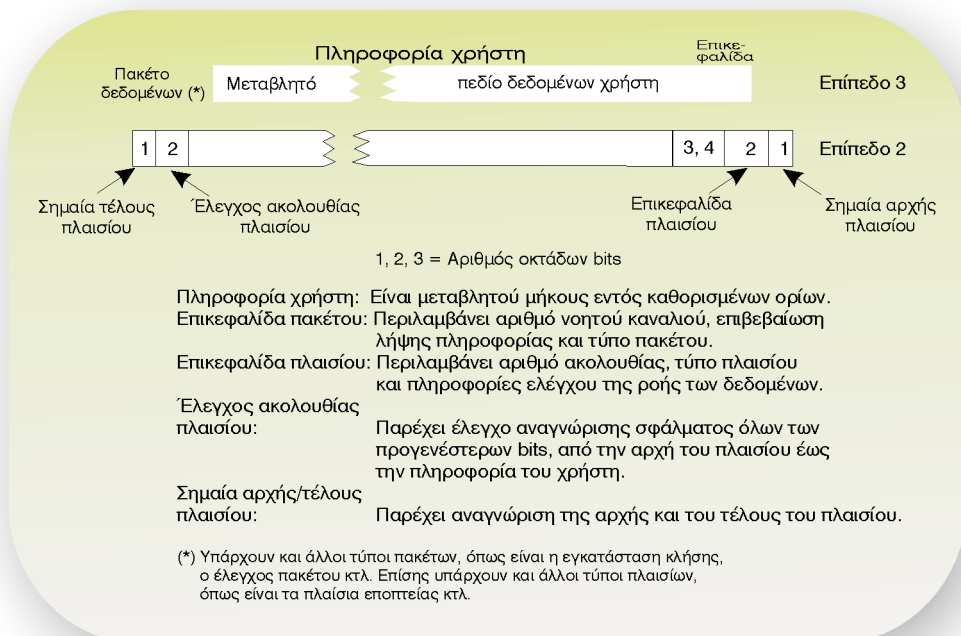 Πληροφορία χρήστη
Επικε-
φαλίδα
Πακέτο
δεδομένων (*)
Μεταβλητό
πεδίο δεδομένων χρήστη
Επίπεδο 3
1 2 3, 4 2 1
Επίπεδο 2
Σημαία τέλους
πλαισίου
Έλεγχος ακολουθίας
πλαισίου
Επικεφαλίδα
πλαισίου
Σημαία αρχής
πλαισίου
1, 2, 3 = Αριθμός οκτάδων bits
Πληροφορία χρήστη: Είναι μεταβλητού μήκους εντός καθορισμένων ορίων.
Επικεφαλίδα πακέτου: Περιλαμβάνει αριθμό νοητού καναλιού, επιβεβαίωση
λήψης πληροφορίας και τύπο πακέτου.
Επικεφαλίδα πλαισίου: Περιλαμβάνει αριθμό ακολουθίας, τύπο πλαισίου
και πληροφορίες ελέγχου της ροής των δεδομένων.
Έλεγχος ακολουθίας
πλαισίου: Παρέχει έλεγχο αναγνώρισης σφάλματος όλων των
προγενέστερων bits, από την αρχή του πλαισίου έως
την πληροφορία του χρήστη.
Σημαία αρχής/τέλους
πλαισίου: Παρέχει αναγνώριση της αρχής και του τέλους του πλαισίου.
(*) Υπάρχουν και άλλοι τύποι πακέτων, όπως είναι η εγκατάσταση κλήσης,
ο έλεγχος πακέτου κτλ. Επίσης υπάρχουν και άλλοι τύποι πλαισίων,
όπως είναι τα πλαίσια εποπτείας κτλ.